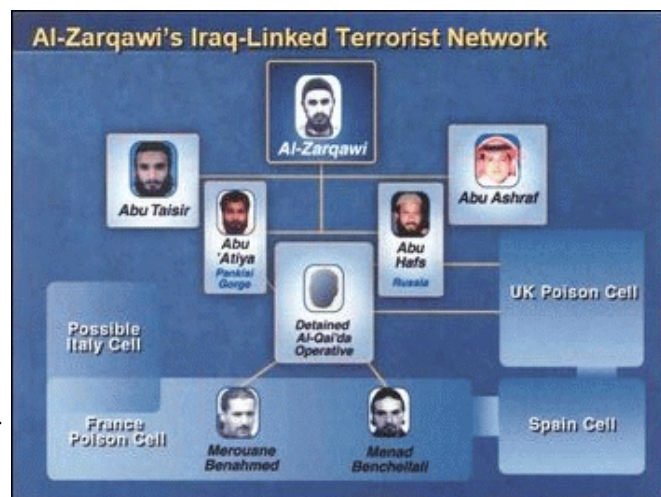 Al-Zarqawi's Iraq-Linked Terrorist Network
Al-Zarqawi
Abu Taisir
Abu Ashraf
Abu
'Atiya
Pankisi
Gorge
Abu
Hafs
Russia
Detained
Al-Qai'da
Operative
UK Poison Cell
Possible
Italy Cell
France
Poison Cell
Merouane
Benahmed
Menad
Benchellali
Spain Cell